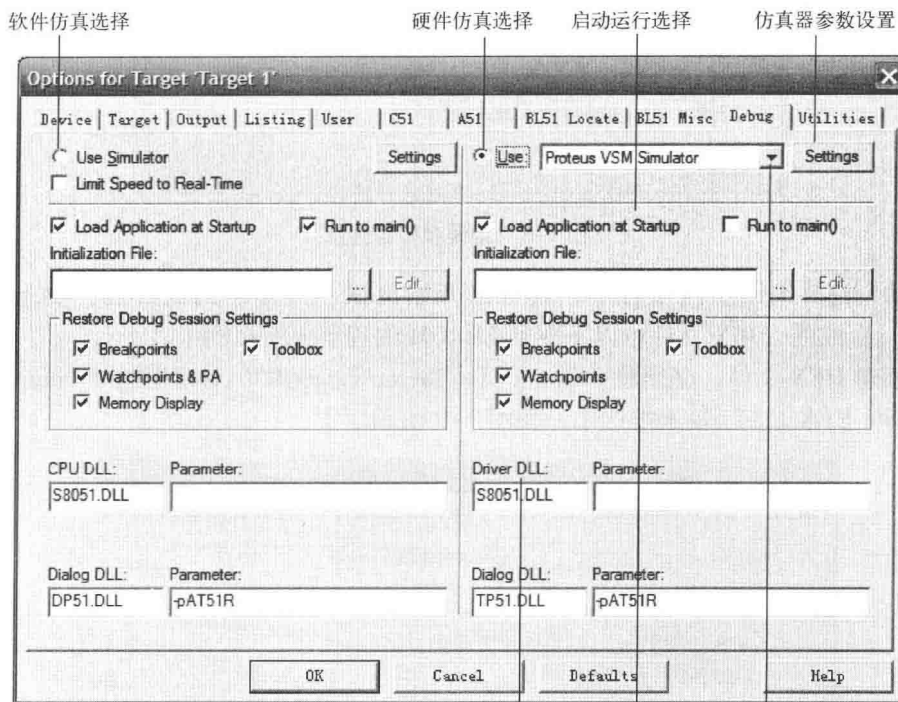 软件仿真选择 硬件仿真选择 启动运行选择 仿真器参数设置
Options for Target 'Target 1'
Device Target Output Listing User C51 A51 BL51 Locate BL51 Misc Debug Utilities
Use Simulator Settings Use: Proteus VSM Simulator Settings
Limit Speed to Real-Time
Load Application at Startup Run to main() Load Application at Startup Run to main()
Initialization File: Initialization File:
... Edit... ... Edit...
Restore Debug Session Settings Restore Debug Session Settings
Breakpoints Toolbox Breakpoints Toolbox
Watchpoints & PA Watchpoints
Memory Display Memory Display
CPU DLL: Parameter: Driver DLL: Parameter:
S8051.DLL S8051.DLL
Dialog DLL: Parameter: Dialog DLL: Parameter:
DP51.DLL -pAT51R TP51.DLL -pAT51R
OK Cancel Defaults Help